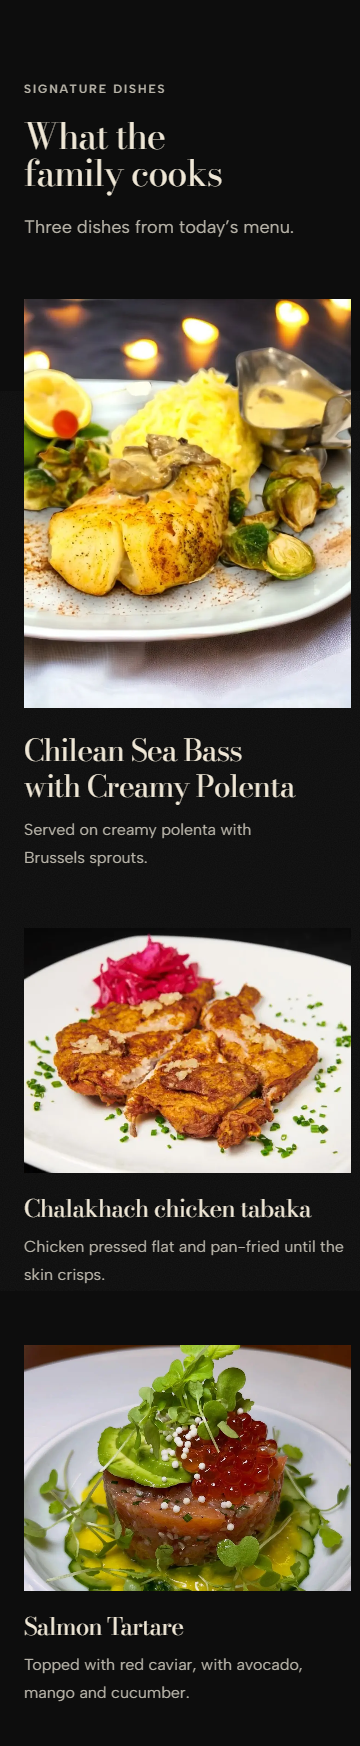 SIGNATURE DISHES
What the
family cooks
Three dishes from today’s menu.
Chilean Sea Bass
with Creamy Polenta
Served on creamy polenta with
Brussels sprouts.
Chalakhach chicken tabaka
Chicken pressed flat and pan-fried until the
skin crisps.
Salmon Tartare
Topped with red caviar, with avocado,
mango and cucumber.